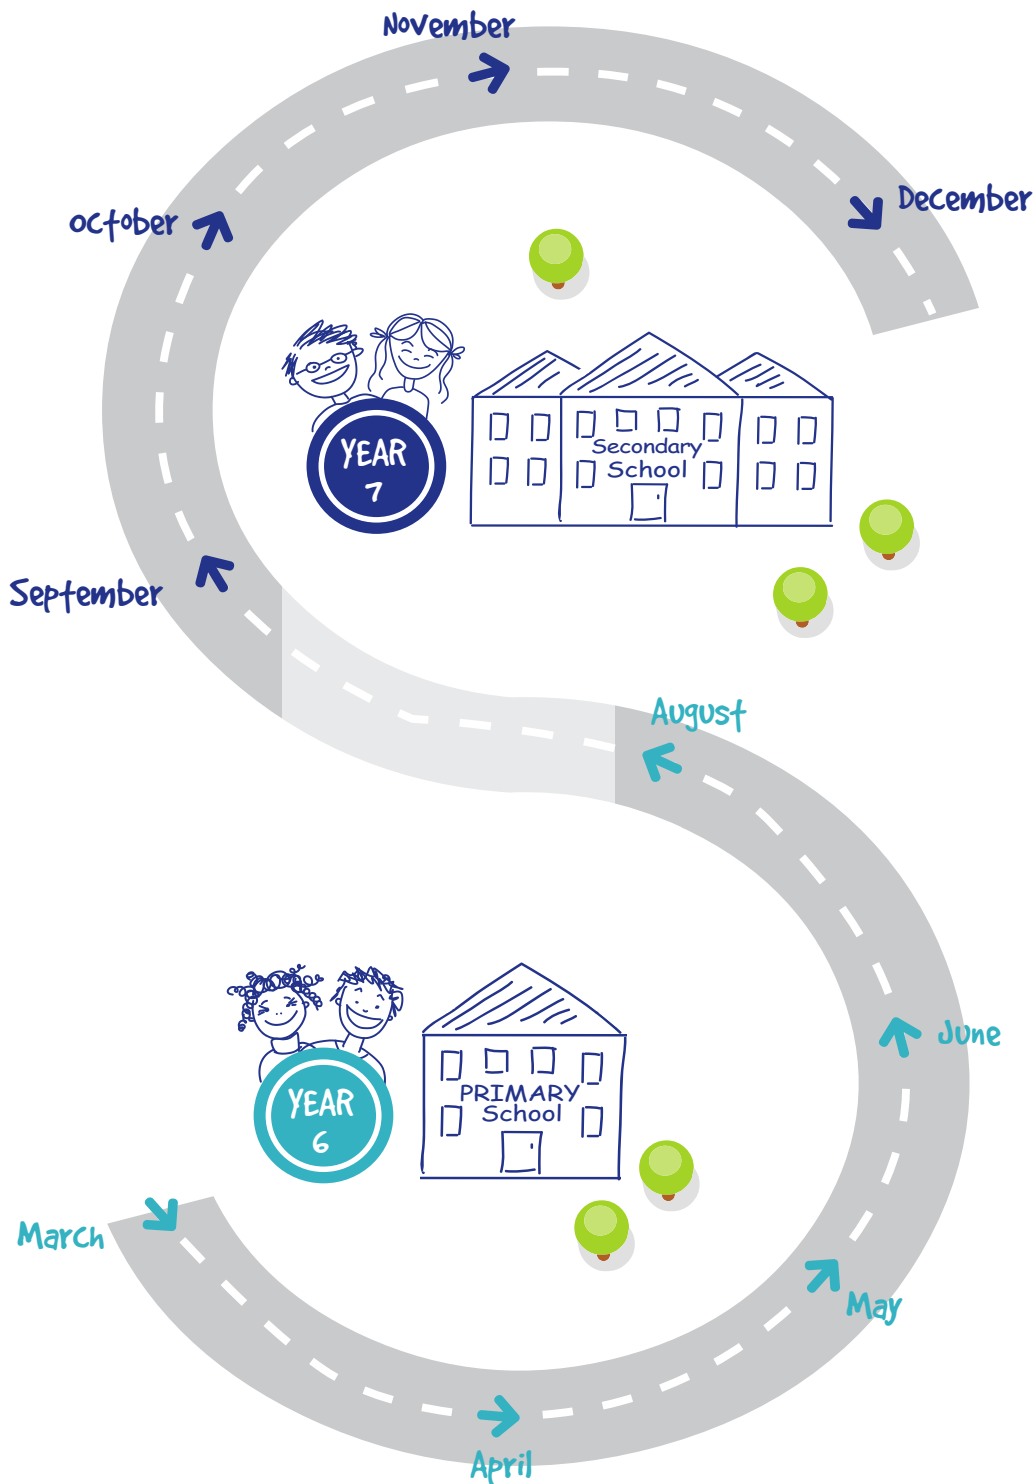 November
December
October
YEAR
7
Secondary
School
September
August
June
YEAR
6
PRIMARY
School
March
May
April